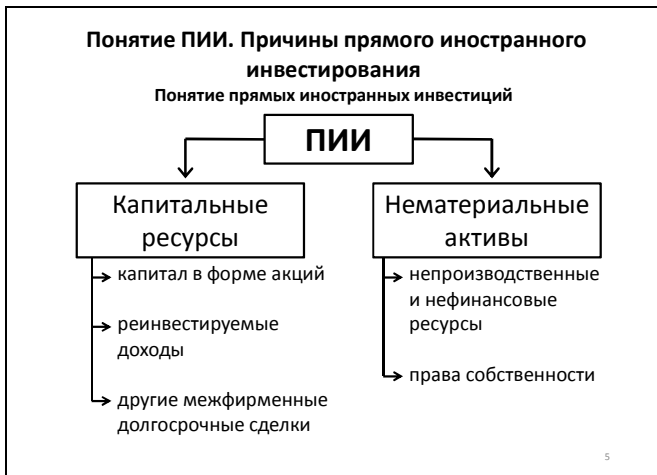 Понятие ПИИ. Причины прямого иностранного
инвестирования
Понятие прямых иностранных инвестиций
ПИИ
Капитальные
ресурсы
капитал в форме акций
реинвестируемые
доходы
другие межфирменные
долгосрочные сделки
Нематериальные
активы
непроизводственные
и нефинансовые
ресурсы
права собственности
5